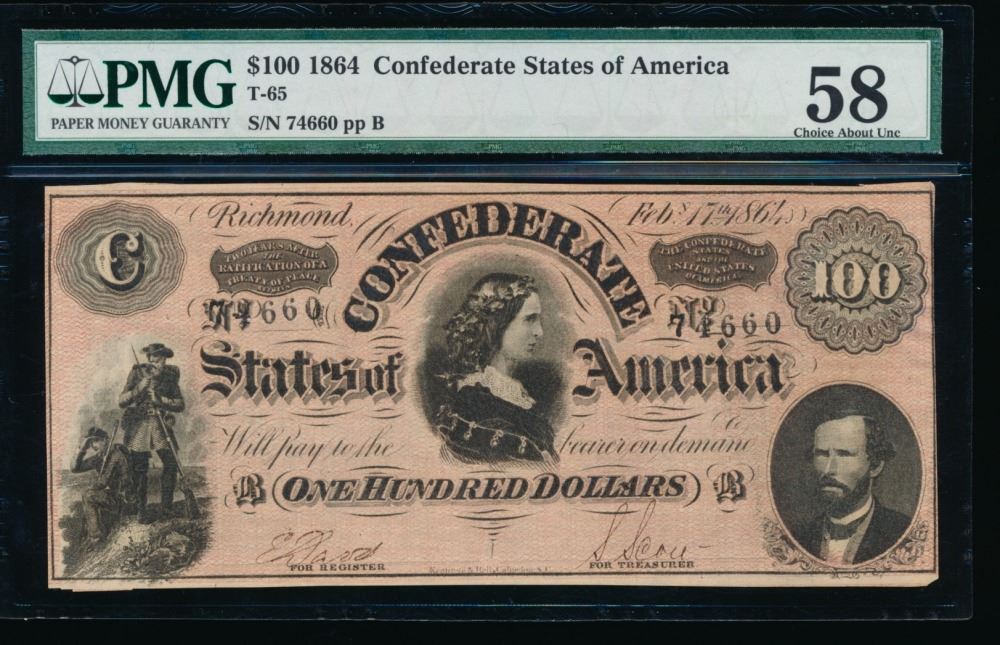 PMG
PAPER MONEY GUARANTY
$100 1864 Confederate States of America
T-65
S/N 74660 pp B
58
Choice About Unc
Richmond,
Feby. 17th 1864
C
100
TWO YEARS AFTER
THE
RATIFICATION OF A
TREATY OF PEACE
BETWEEN
THE CONFEDERATE
STATES
AND THE
UNITED STATES
OF AMERICA
No 74660
No 74660
CONFEDERATE
States of America
Will pay to the bearer on demand
B ONE HUNDRED DOLLARS B
FOR REGISTER
FOR TREASURER